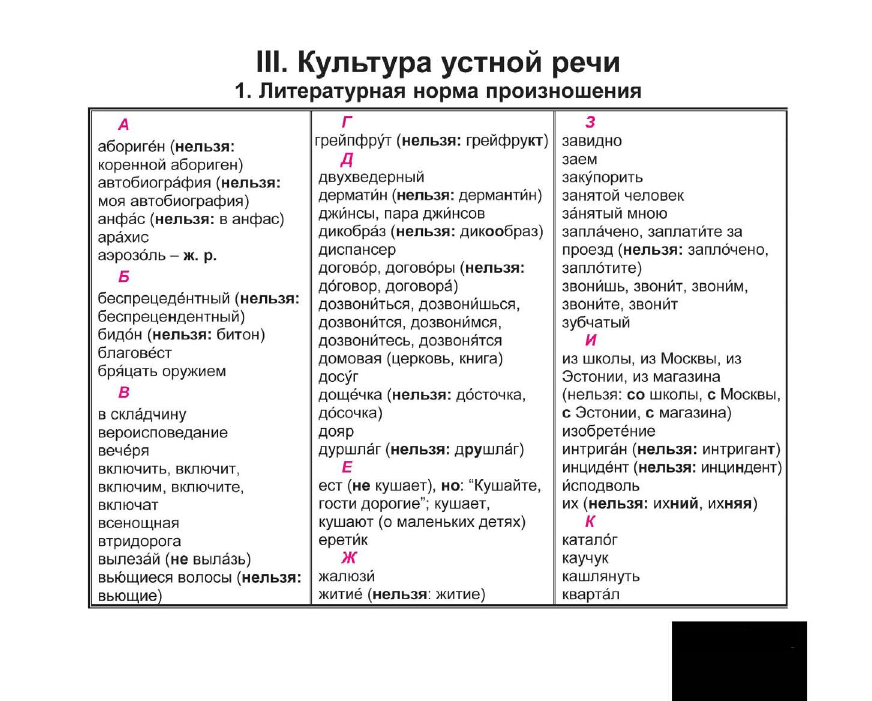 III. Культура устной речи
1. Литературная норма произношения
А
абориге́н (нельзя:
коренной абориген)
автобиогра́фия (нельзя:
моя автобиография)
анфа́с (нельзя: в анфас)
ара́хис
аэрозо́ль – ж. р.
Б
беспрецеде́нтный (нельзя:
беспрецендентный)
бидо́н (нельзя: битон)
благове́ст
бряца́ть оружием
В
в скла́дчину
вероисповедание
вече́ря
включить, включит,
включим, включите,
включат
всенощная
втридорога
вылеза́й (не выла́зь)
вью́щиеся волосы (нельзя:
вьющие)
Г
грейпфру́т (нельзя: грейфрукт)
Д
двухведерный
дермати́н (нельзя: дермантин)
джи́нсы, пара джи́нсов
дикобра́з (нельзя: дикообраз)
диспансер
догово́р, догово́ры (нельзя:
до́говор, договора́)
дозвони́ться, дозвони́шься,
дозвони́тся, дозвони́мся,
дозвони́тесь, дозвоня́тся
домовая (церковь, книга)
досу́г
доще́чка (нельзя: до́сточка,
до́сочка)
дояр
дуршла́г (нельзя: друшла́г)
Е
ест (не кушает), но: “Кушайте,
гости дорогие”; кушает,
кушают (о маленьких детях)
ерети́к
Ж
жалюзи́
житие́ (нельзя: житие)
З
завидно
заем
заку́порить
занятой человек
за́нятый мною
запла́чено, заплати́те за
проезд (нельзя: запло́чено,
запло́тите)
звони́шь, звони́т, звони́м,
звони́те, звоня́т
зубчатый
И
из школы, из Москвы, из
Эстонии, из магазина
(нельзя: со школы, с Москвы,
с Эстонии, с магазина)
изобрете́ние
интрига́н (нельзя: интригант)
инциде́нт (нельзя: инциндент)
и́сподволь
их (нельзя: ихний, ихняя)
К
катало́г
каучук
кашлянуть
кварта́л